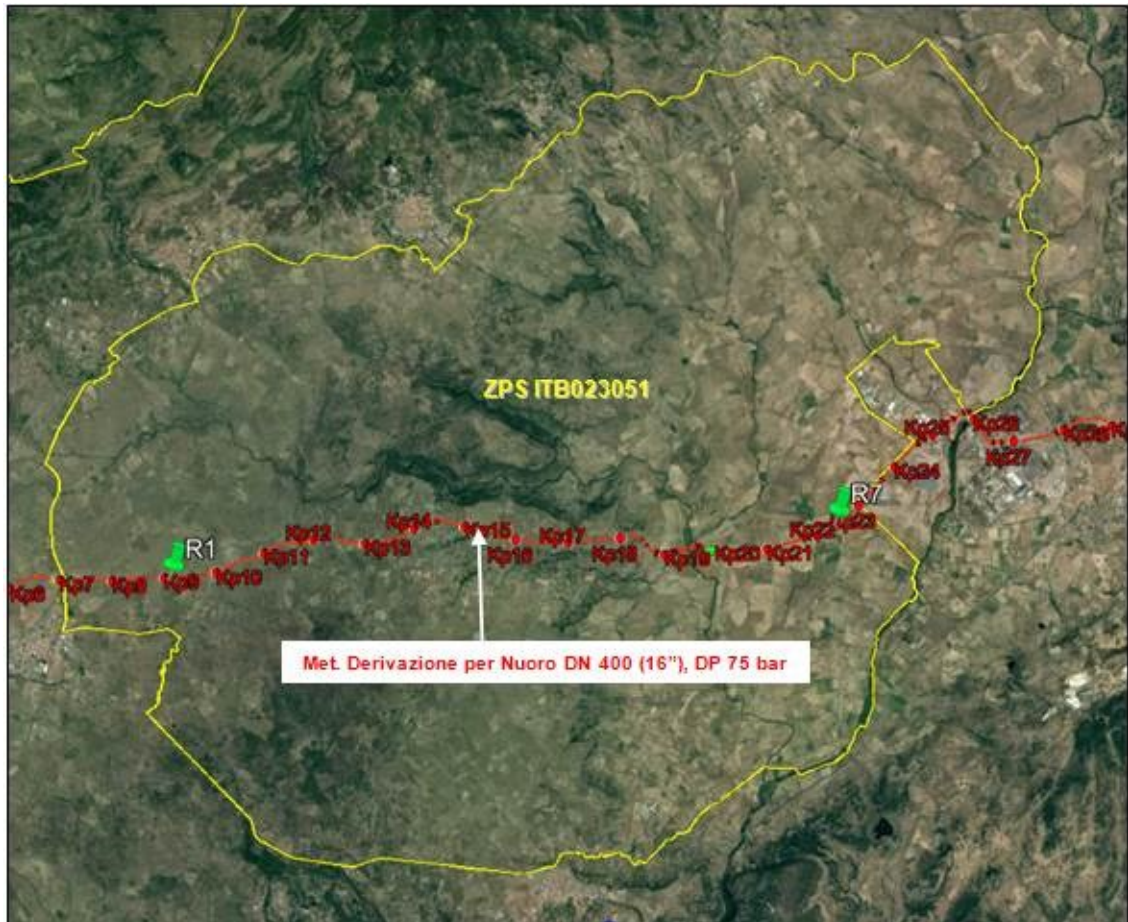 ZPS ITB023051
Kp6
Kp7
Kp8
Kp9
Kp10
Kp11
Kp12
Kp13
Kp14
Kp15
Kp16
Kp17
Kp18
Kp19
Kp20
Kp21
Kp22
Kp23
Kp24
Kp25
Kp26
Kp27
R1
R7
Met. Derivazione per Nuoro DN 400 (16”), DP 75 bar